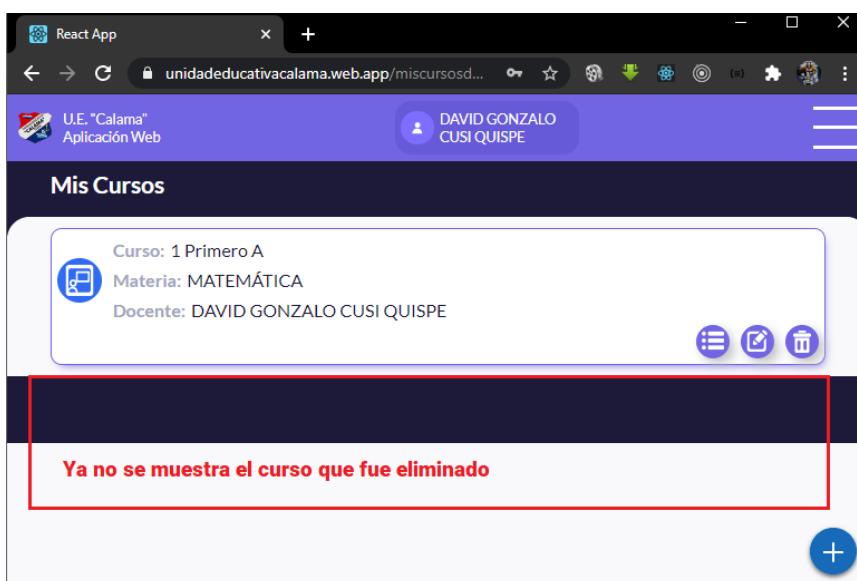 React App
unidadeducativacalama.web.app/miscursosd...
U.E. "Calama"
Aplicación Web
DAVID GONZALO
CUSI QUISPE
Mis Cursos
Curso: 1 Primero A
Materia: MATEMÁTICA
Docente: DAVID GONZALO CUSI QUISPE
Ya no se muestra el curso que fue eliminado